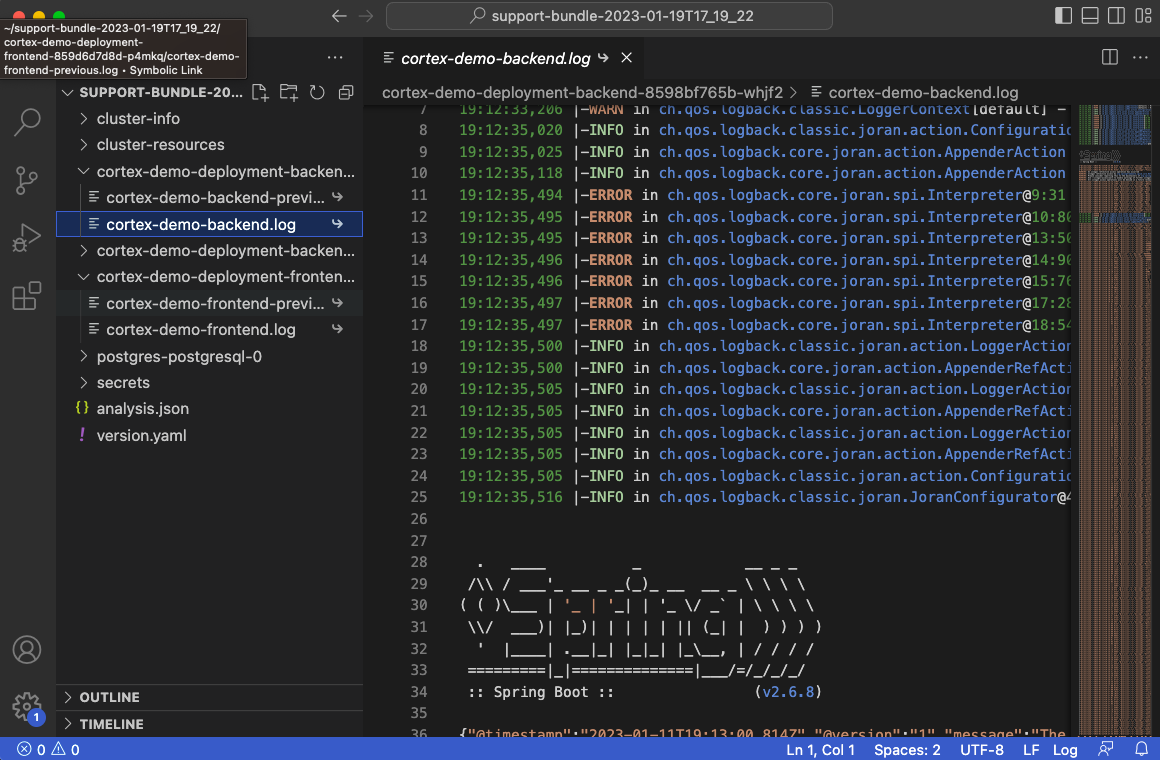 support-bundle-2023-01-19T17_19_22
~/support-bundle-2023-01-19T17_19_22/
cortex-demo-deployment-
frontend-859d6d7d8d-p4mkq/cortex-demo-
frontend-previous.log • Symbolic Link
cortex-demo-backend.log
SUPPORT-BUNDLE-20...
cluster-info
cluster-resources
cortex-demo-deployment-backen...
cortex-demo-backend-previ...
cortex-demo-backend.log
cortex-demo-deployment-backen...
cortex-demo-deployment-fronten...
cortex-demo-frontend-previ...
cortex-demo-frontend.log
postgres-postgresql-0
secrets
{} analysis.json
! version.yaml
OUTLINE
TIMELINE
cortex-demo-deployment-backend-8598bf765b-whjf2 > cortex-demo-backend.log
7 19:12:33,206 |-WARN in ch.qos.logback.classic.LoggerContext[default] -
8 19:12:35,020 |-INFO in ch.qos.logback.classic.joran.action.Configuratio
9 19:12:35,025 |-INFO in ch.qos.logback.core.joran.action.AppenderAction
10 19:12:35,118 |-INFO in ch.qos.logback.core.joran.action.AppenderAction
11 19:12:35,494 |-ERROR in ch.qos.logback.core.joran.spi.Interpreter@9:31
12 19:12:35,495 |-ERROR in ch.qos.logback.core.joran.spi.Interpreter@10:80
13 19:12:35,495 |-ERROR in ch.qos.logback.core.joran.spi.Interpreter@13:50
14 19:12:35,496 |-ERROR in ch.qos.logback.core.joran.spi.Interpreter@14:90
15 19:12:35,496 |-ERROR in ch.qos.logback.core.joran.spi.Interpreter@15:76
16 19:12:35,497 |-ERROR in ch.qos.logback.core.joran.spi.Interpreter@17:28
17 19:12:35,497 |-ERROR in ch.qos.logback.core.joran.spi.Interpreter@18:54
18 19:12:35,500 |-INFO in ch.qos.logback.classic.joran.action.LoggerAction
19 19:12:35,500 |-INFO in ch.qos.logback.core.joran.action.AppenderRefActi
20 19:12:35,505 |-INFO in ch.qos.logback.classic.joran.action.LoggerAction
21 19:12:35,505 |-INFO in ch.qos.logback.core.joran.action.AppenderRefActi
22 19:12:35,505 |-INFO in ch.qos.logback.classic.joran.action.LoggerAction
23 19:12:35,505 |-INFO in ch.qos.logback.core.joran.action.AppenderRefActi
24 19:12:35,505 |-INFO in ch.qos.logback.classic.joran.action.Configuratio
25 19:12:35,516 |-INFO in ch.qos.logback.classic.joran.JoranConfigurator@4
26
27
28   .   ____          _            __ _ _
29  /\\ / ___'_ __ _ _(_)_ __  __ _ \ \ \ \
30 ( ( )\___ | '_ | '_| | '_ \/ _` | \ \ \ \
31  \\/  ___)| |_)| | | | | || (_| |  ) ) ) )
32   '  |____| .__|_| |_|_| |_\__, | / / / /
33  =========|_|==============|___/=/_/_/_/
34  :: Spring Boot ::                (v2.6.8)
35
36 {"@timestamp":"2023-01-11T19:13:00.814Z","@version":"1","message":"The
1
0 0
Ln 1, Col 1 Spaces: 2 UTF-8 LF Log